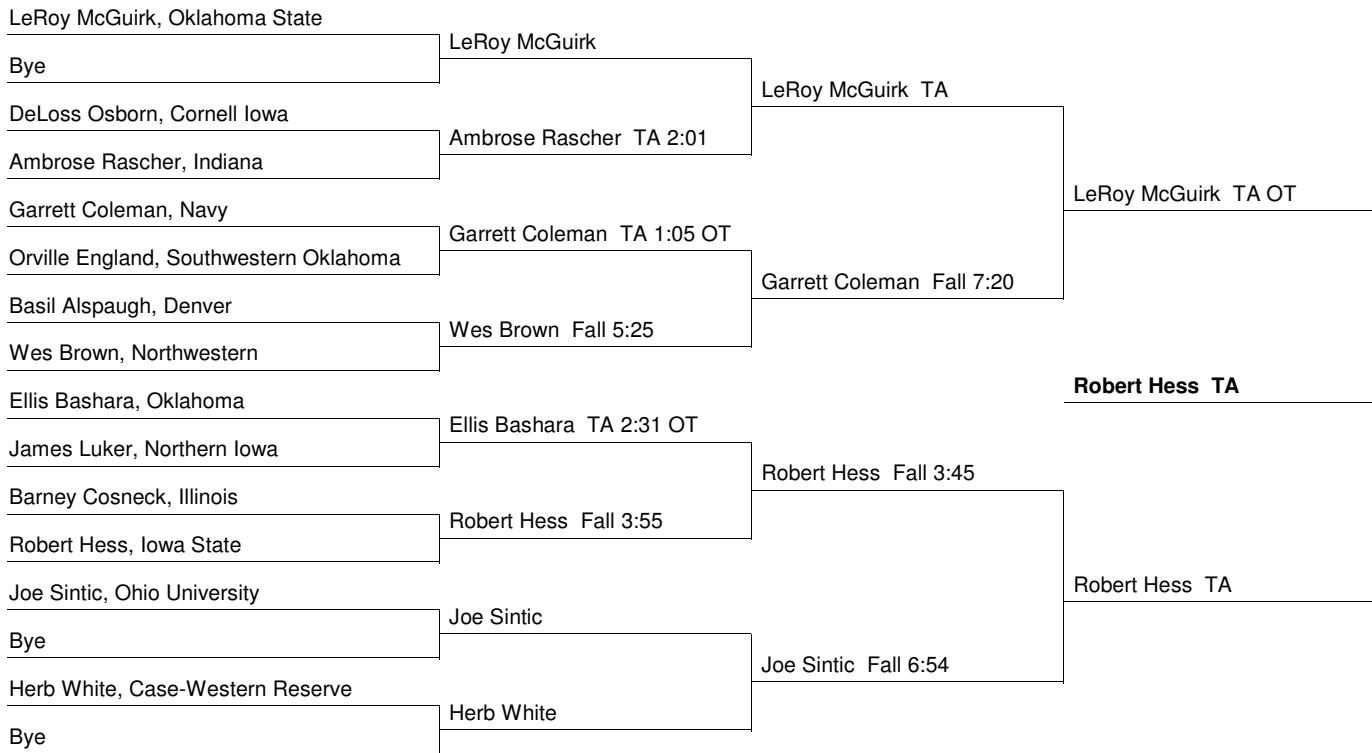 LeRoy McGuirk, Oklahoma State
Bye
DeLoss Osborn, Cornell Iowa
Ambrose Rascher, Indiana
Garrett Coleman, Navy
Orville England, Southwestern Oklahoma
Basil Alspaugh, Denver
Wes Brown, Northwestern
Ellis Bashara, Oklahoma
James Luker, Northern Iowa
Barney Cosneck, Illinois
Robert Hess, Iowa State
Joe Sintic, Ohio University
Bye
Herb White, Case-Western Reserve
Bye
LeRoy McGuirk
Ambrose Rascher TA 2:01
Garrett Coleman TA 1:05 OT
Wes Brown Fall 5:25
Ellis Bashara TA 2:31 OT
Robert Hess Fall 3:55
Joe Sintic
Herb White
LeRoy McGuirk TA
Garrett Coleman Fall 7:20
Robert Hess Fall 3:45
Joe Sintic Fall 6:54
LeRoy McGuirk TA OT
Robert Hess TA
Robert Hess TA